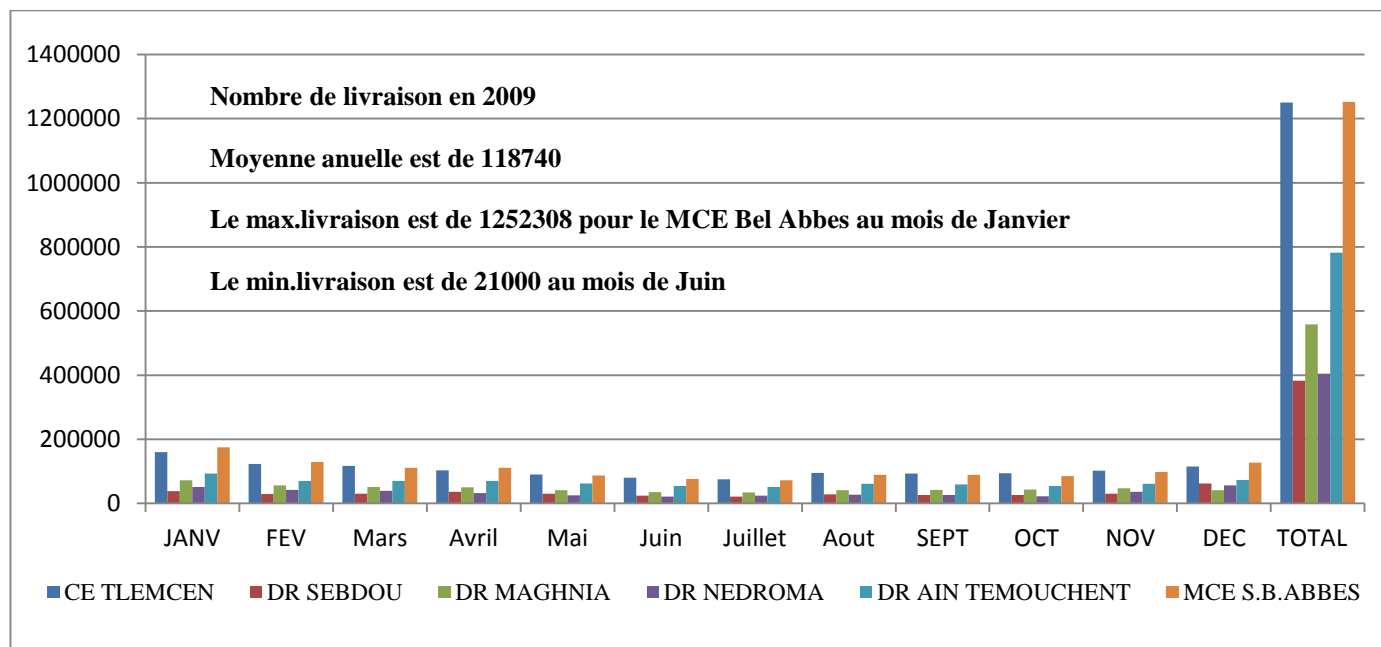 1400000
1200000
1000000
800000
600000
400000
200000
0
Nombre de livraison en 2009
Moyenne anuelle est de 118740
Le max.livraison est de 1252308 pour le MCE Bel Abbes au mois de Janvier
Le min.livraison est de 21000 au mois de Juin
JANV FEV Mars Avril Mai Juin Juillet Aout SEPT OCT NOV DEC TOTAL
CE TLEMCEN DR SEBDOU DR MAGHNIA DR NEDROMA DR AIN TEMOUCHENT MCE S.B.ABBES